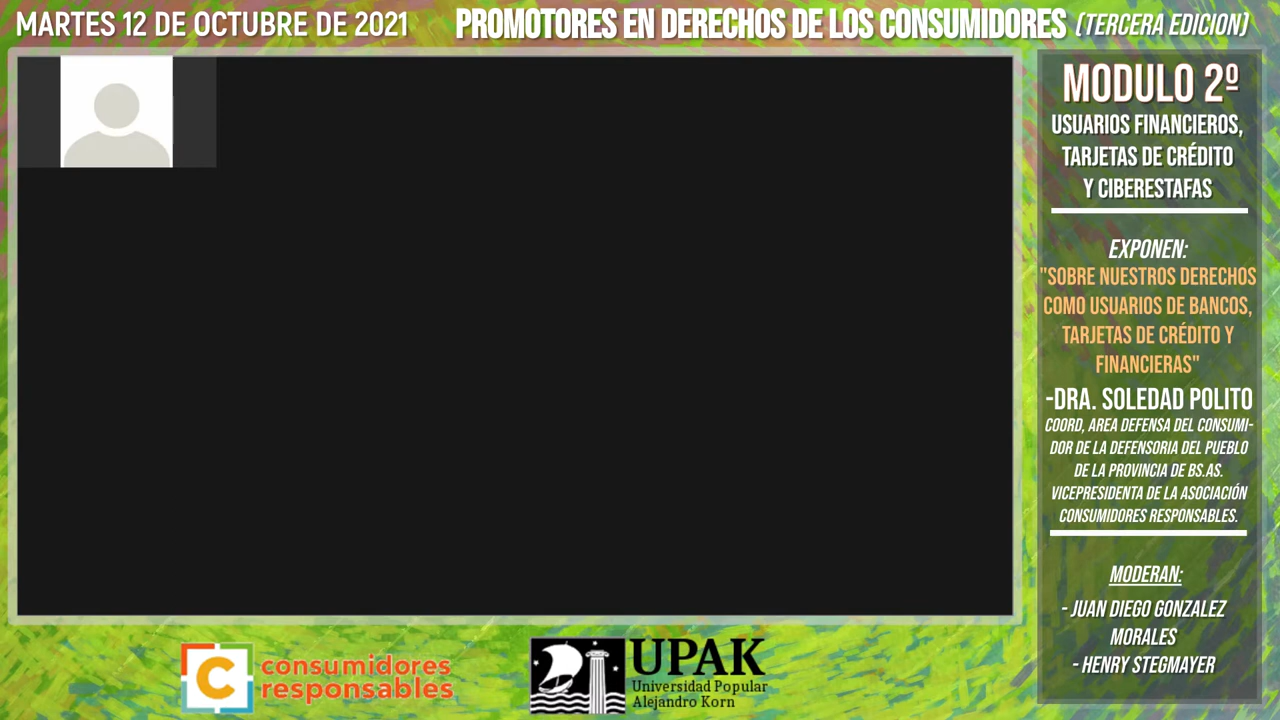 MARTES 12 DE OCTUBRE DE 2021
PROMOTORES EN DERECHOS DE LOS CONSUMIDORES (TERCERA EDICION)
MODULO 2º
USUARIOS FINANCIEROS,
TARJETAS DE CRÉDITO
Y CIBERESTAFAS
EXPONEN:
"SOBRE NUESTROS DERECHOS
COMO USUARIOS DE BANCOS,
TARJETAS DE CRÉDITO Y
FINANCIERAS"
-DRA. SOLEDAD POLITO
COORD, AREA DEFENSA DEL CONSUMI-
DOR DE LA DEFENSORIA DEL PUEBLO
DE LA PROVINCIA DE BS.AS.
VICEPRESIDENTA DE LA ASOCIACIÓN
CONSUMIDORES RESPONSABLES.
MODERAN:
- JUAN DIEGO GONZALEZ
MORALES
- HENRY STEGMAYER
C consumidores
responsables
UPAK
Universidad Popular
Alejandro Korn